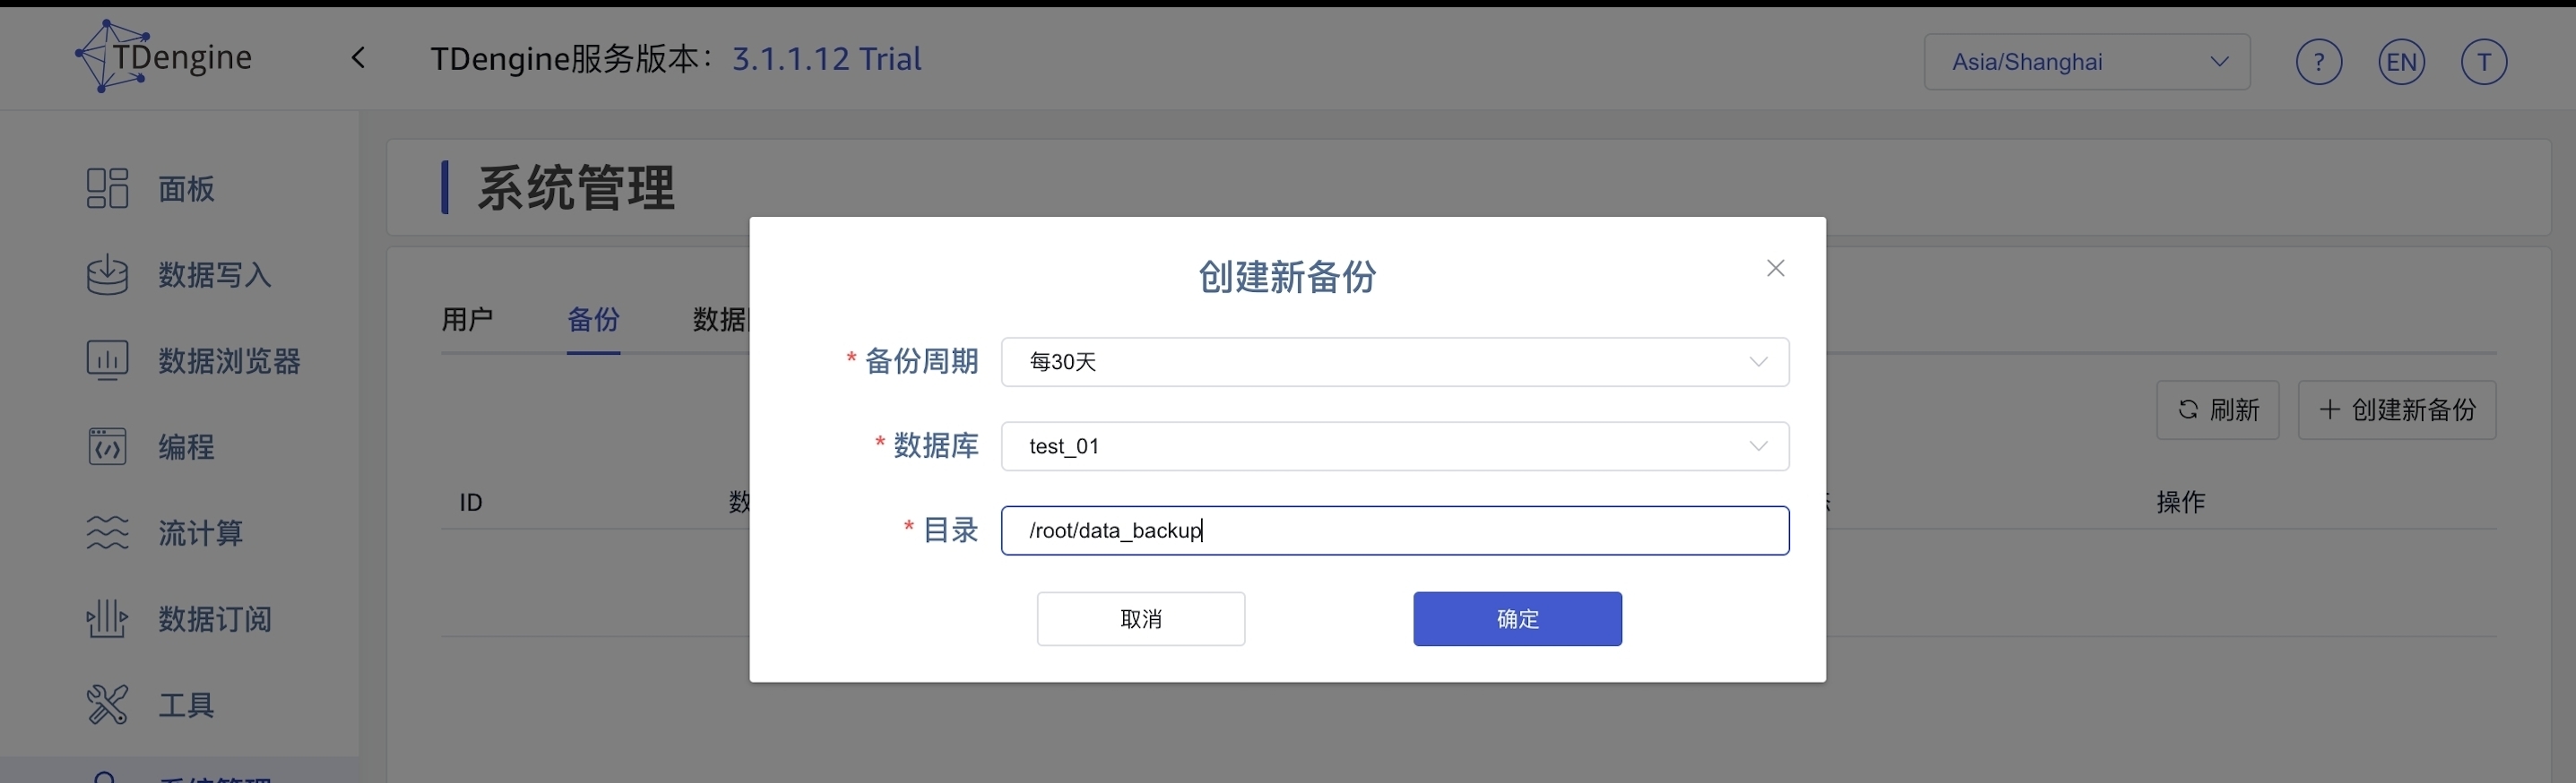 TDengine
TDengine服务版本： 3.1.1.12 Trial
Asia/Shanghai
?
EN
T
面板
数据写入
数据浏览器
编程
流计算
数据订阅
工具
系统管理
系统管理
用户
备份
数据
刷新
+ 创建新备份
ID
数
操作
创建新备份
* 备份周期
每30天
* 数据库
test_01
* 目录
/root/data_backup
取消
确定